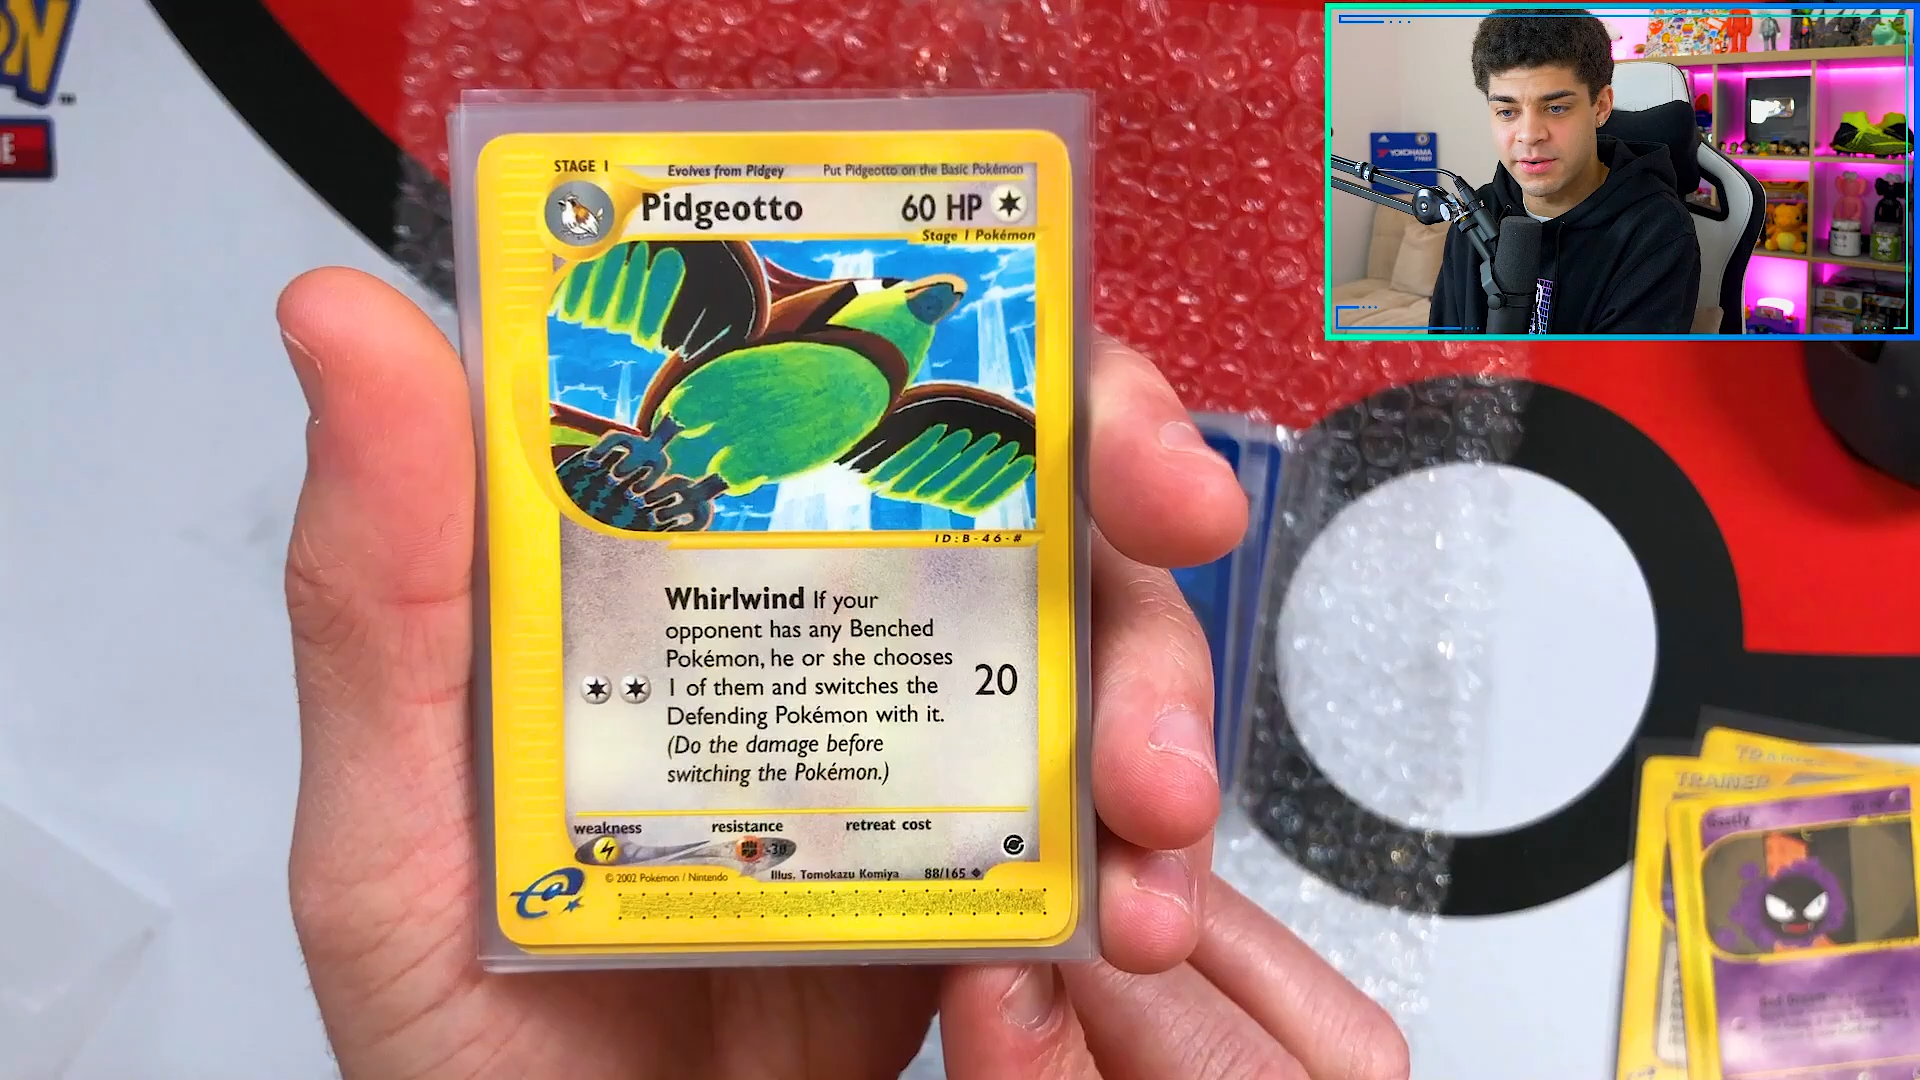 STAGE 1
Evolves from Pidgey
Put Pidgeotto on the Basic Pokémon
Pidgeotto
60 HP
Stage 1 Pokémon
ID:B-46-#
Whirlwind If your
opponent has any Benched
Pokémon, he or she chooses
1 of them and switches the
Defending Pokémon with it.
(Do the damage before
switching the Pokémon.)
20
weakness
resistance
retreat cost
-30
© 2002 Pokémon / Nintendo
Illus. Tomokazu Komiya
88/165
e
YOKOHAMA
TRAINER
TRAINER
Gastly